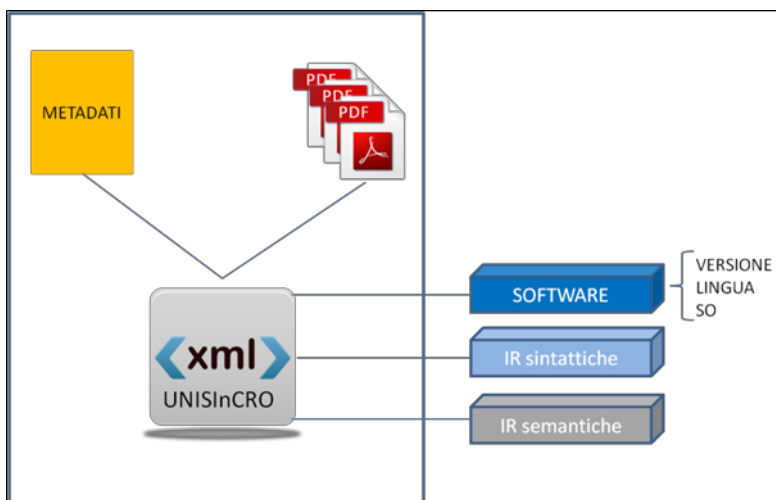 METADATI
PDF
PDF
PDF
VERSIONE
LINGUA
SO
SOFTWARE
xml
UNISInCRO
IR sintattiche
IR semantiche